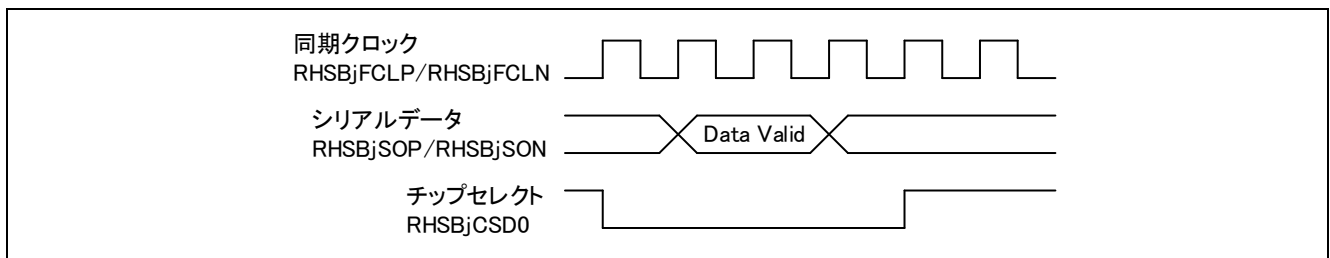 同期クロック
RHSBjFCLP/RHSBjFCLN
シリアルデータ
RHSBjSOP/RHSBjSON
Data Valid
チップセレクト
RHSBjCSD0